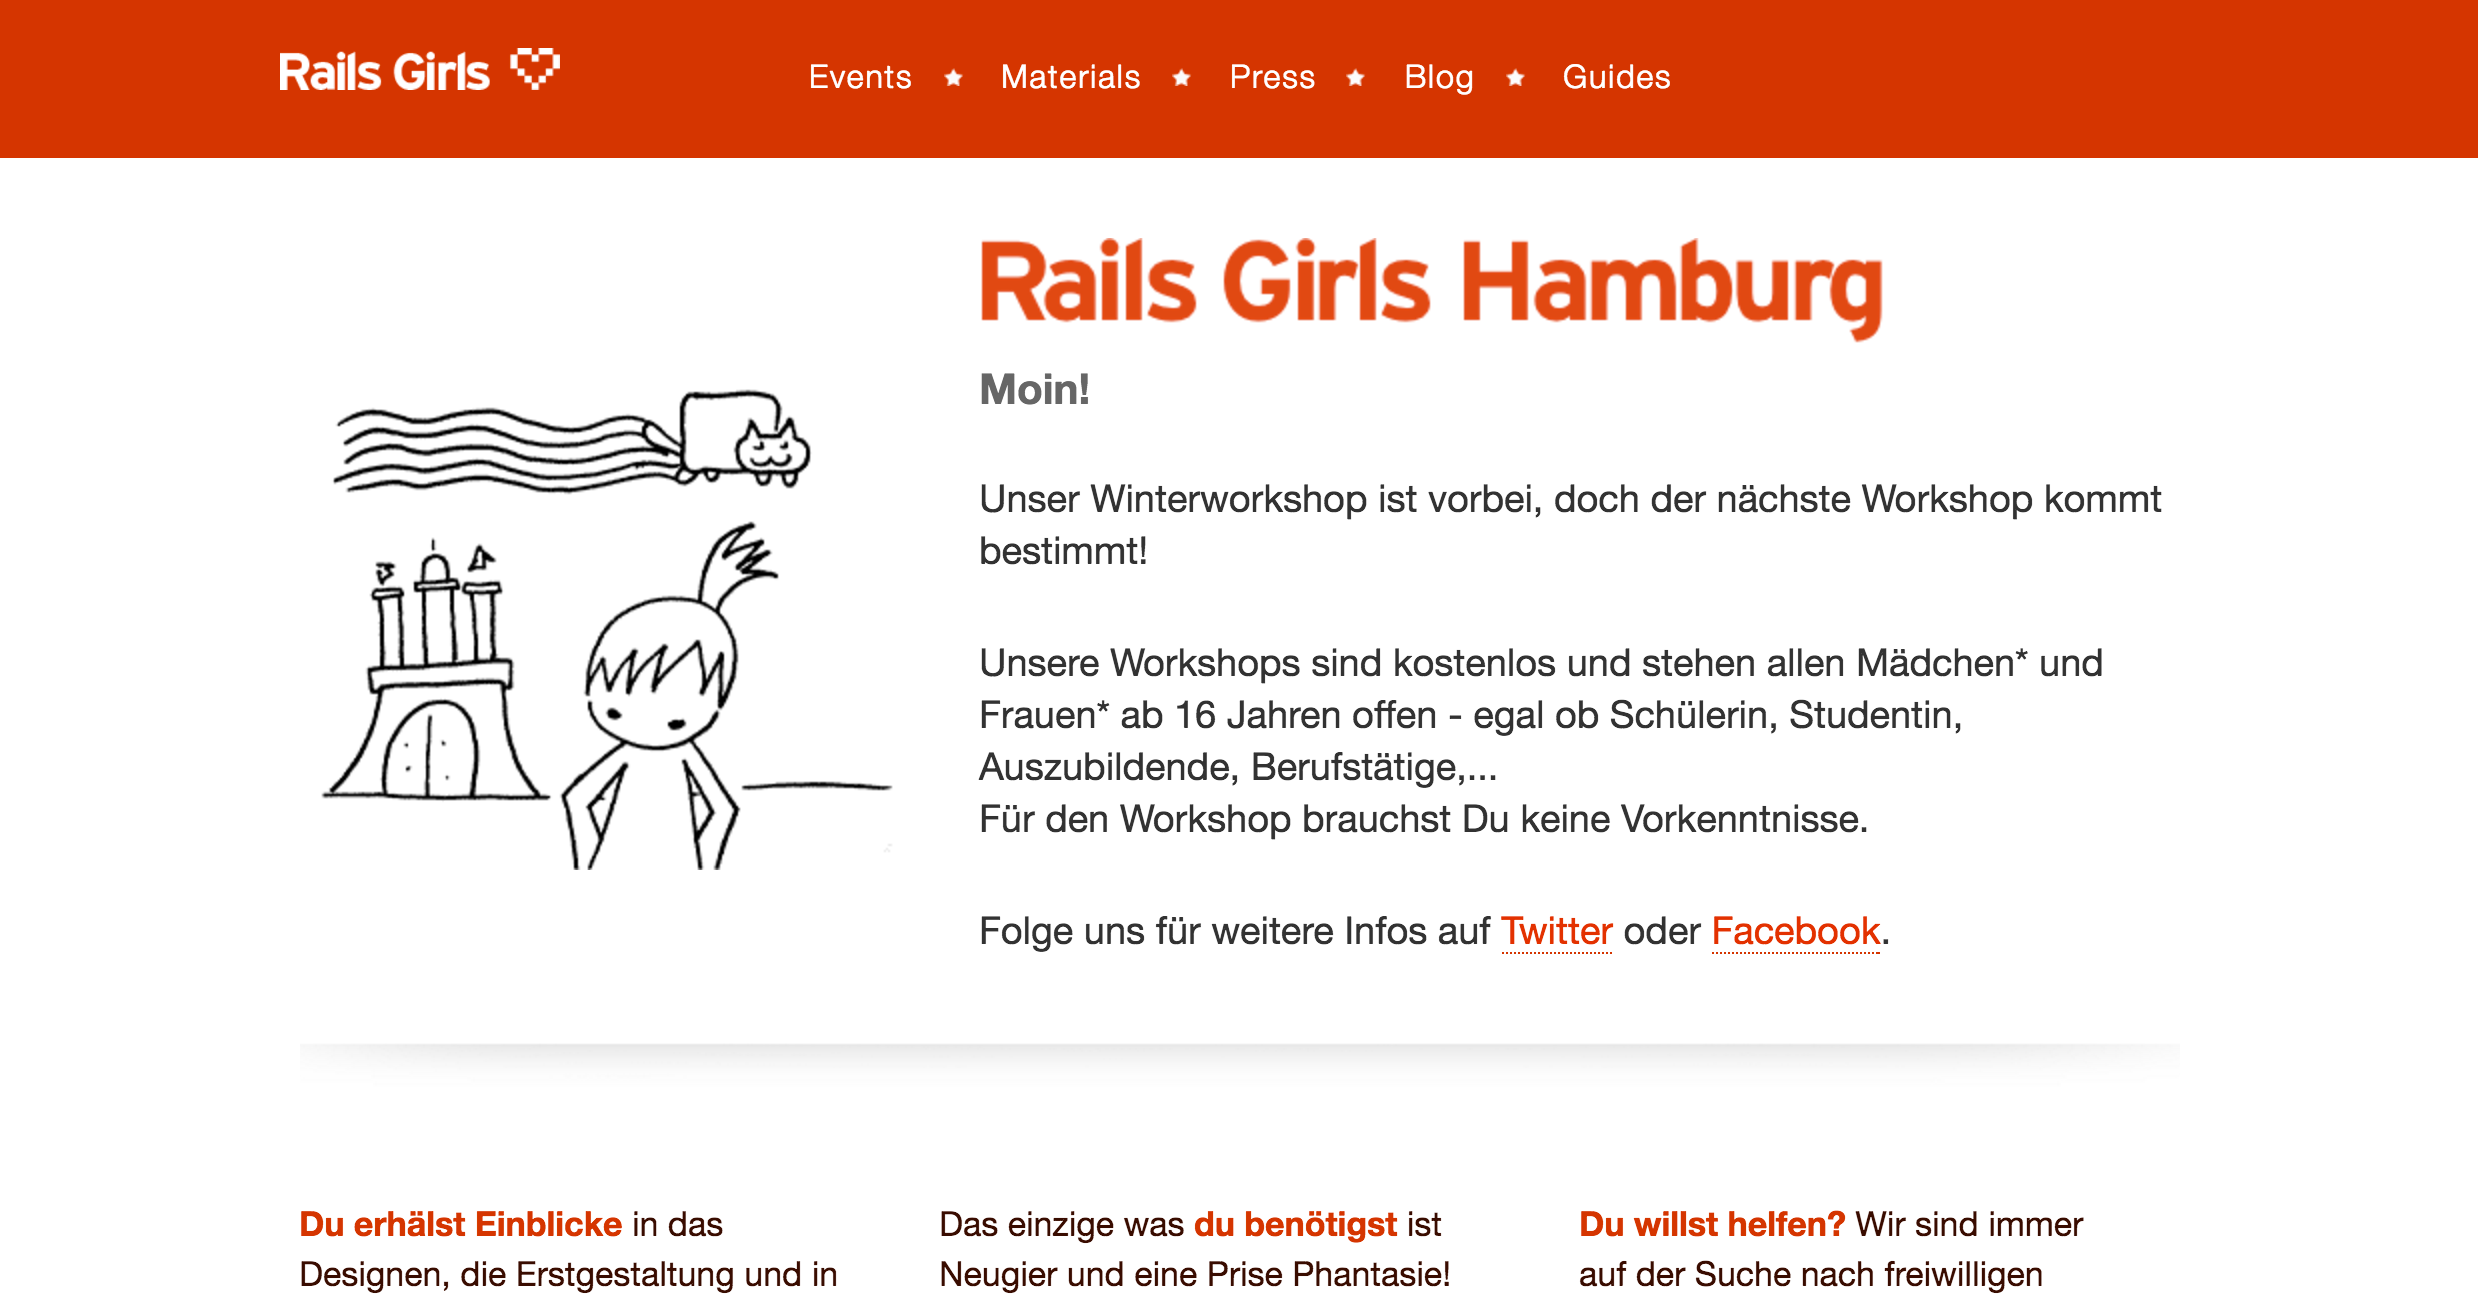 Rails Girls
Events ★ Materials ★ Press ★ Blog ★ Guides
Rails Girls Hamburg
Moin!
Unser Winterworkshop ist vorbei, doch der nächste Workshop kommt
bestimmt!
Unsere Workshops sind kostenlos und stehen allen Mädchen* und
Frauen* ab 16 Jahren offen - egal ob Schülerin, Studentin,
Auszubildende, Berufstätige,...
Für den Workshop brauchst Du keine Vorkenntnisse.
Folge uns für weitere Infos auf Twitter oder Facebook.
Du erhälst Einblicke in das
Designen, die Erstgestaltung und in
Das einzige was du benötigst ist
Neugier und eine Prise Phantasie!
Du willst helfen? Wir sind immer
auf der Suche nach freiwilligen